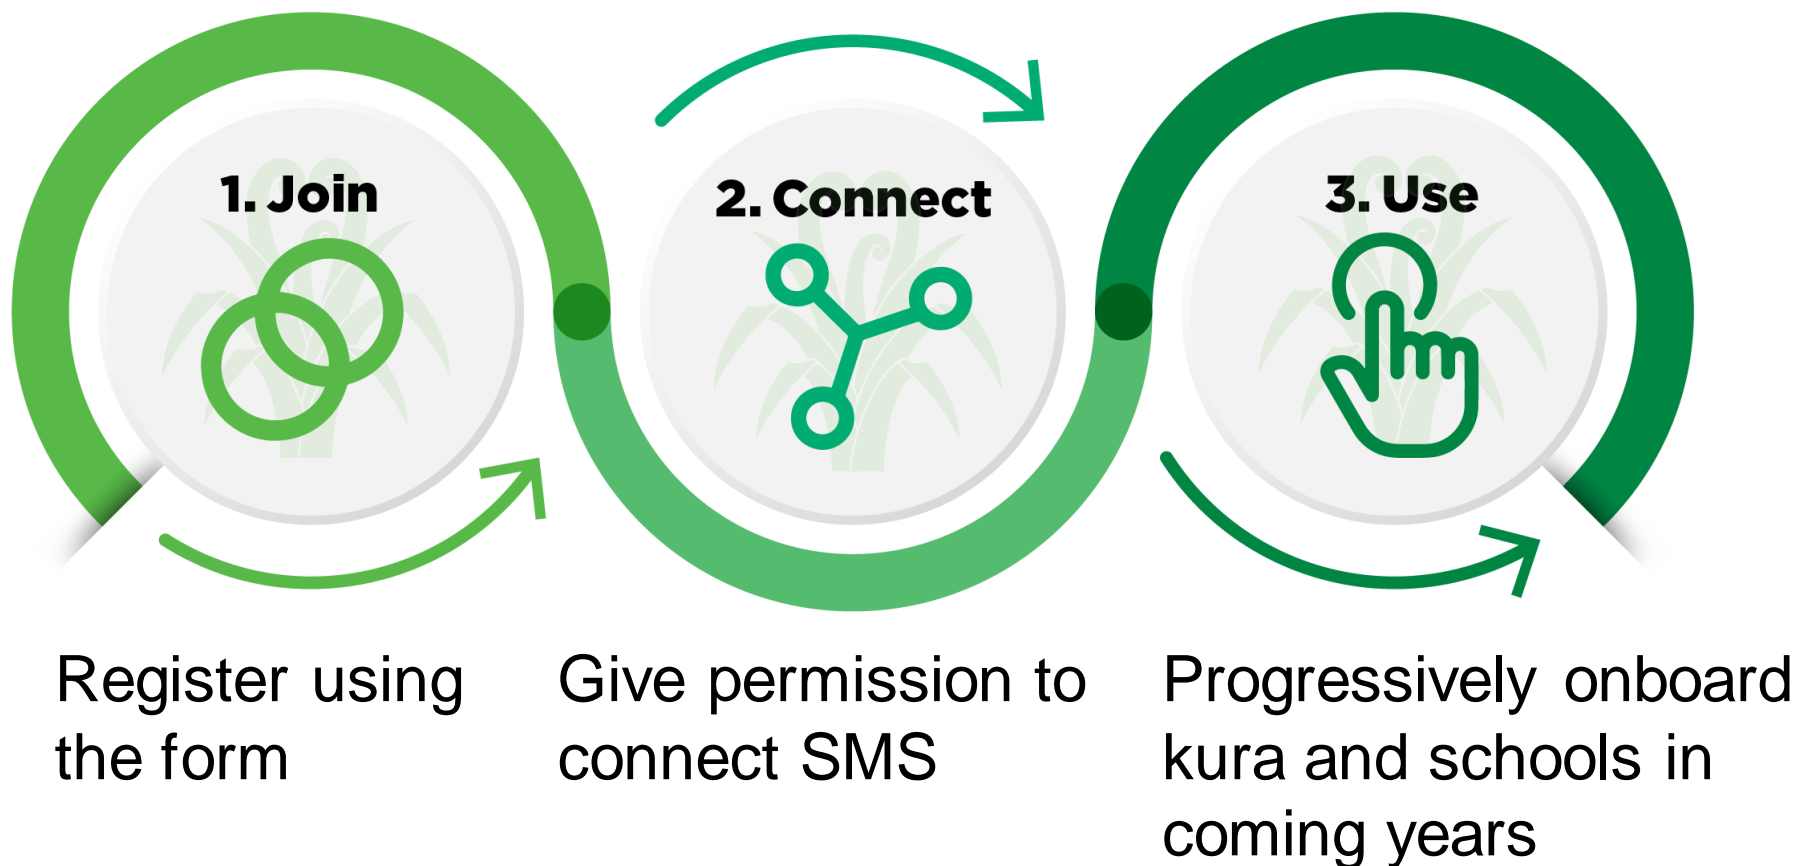 1. Join
2. Connect
3. Use
Register using
the form
Give permission to
connect SMS
Progressively onboard
kura and schools in
coming years